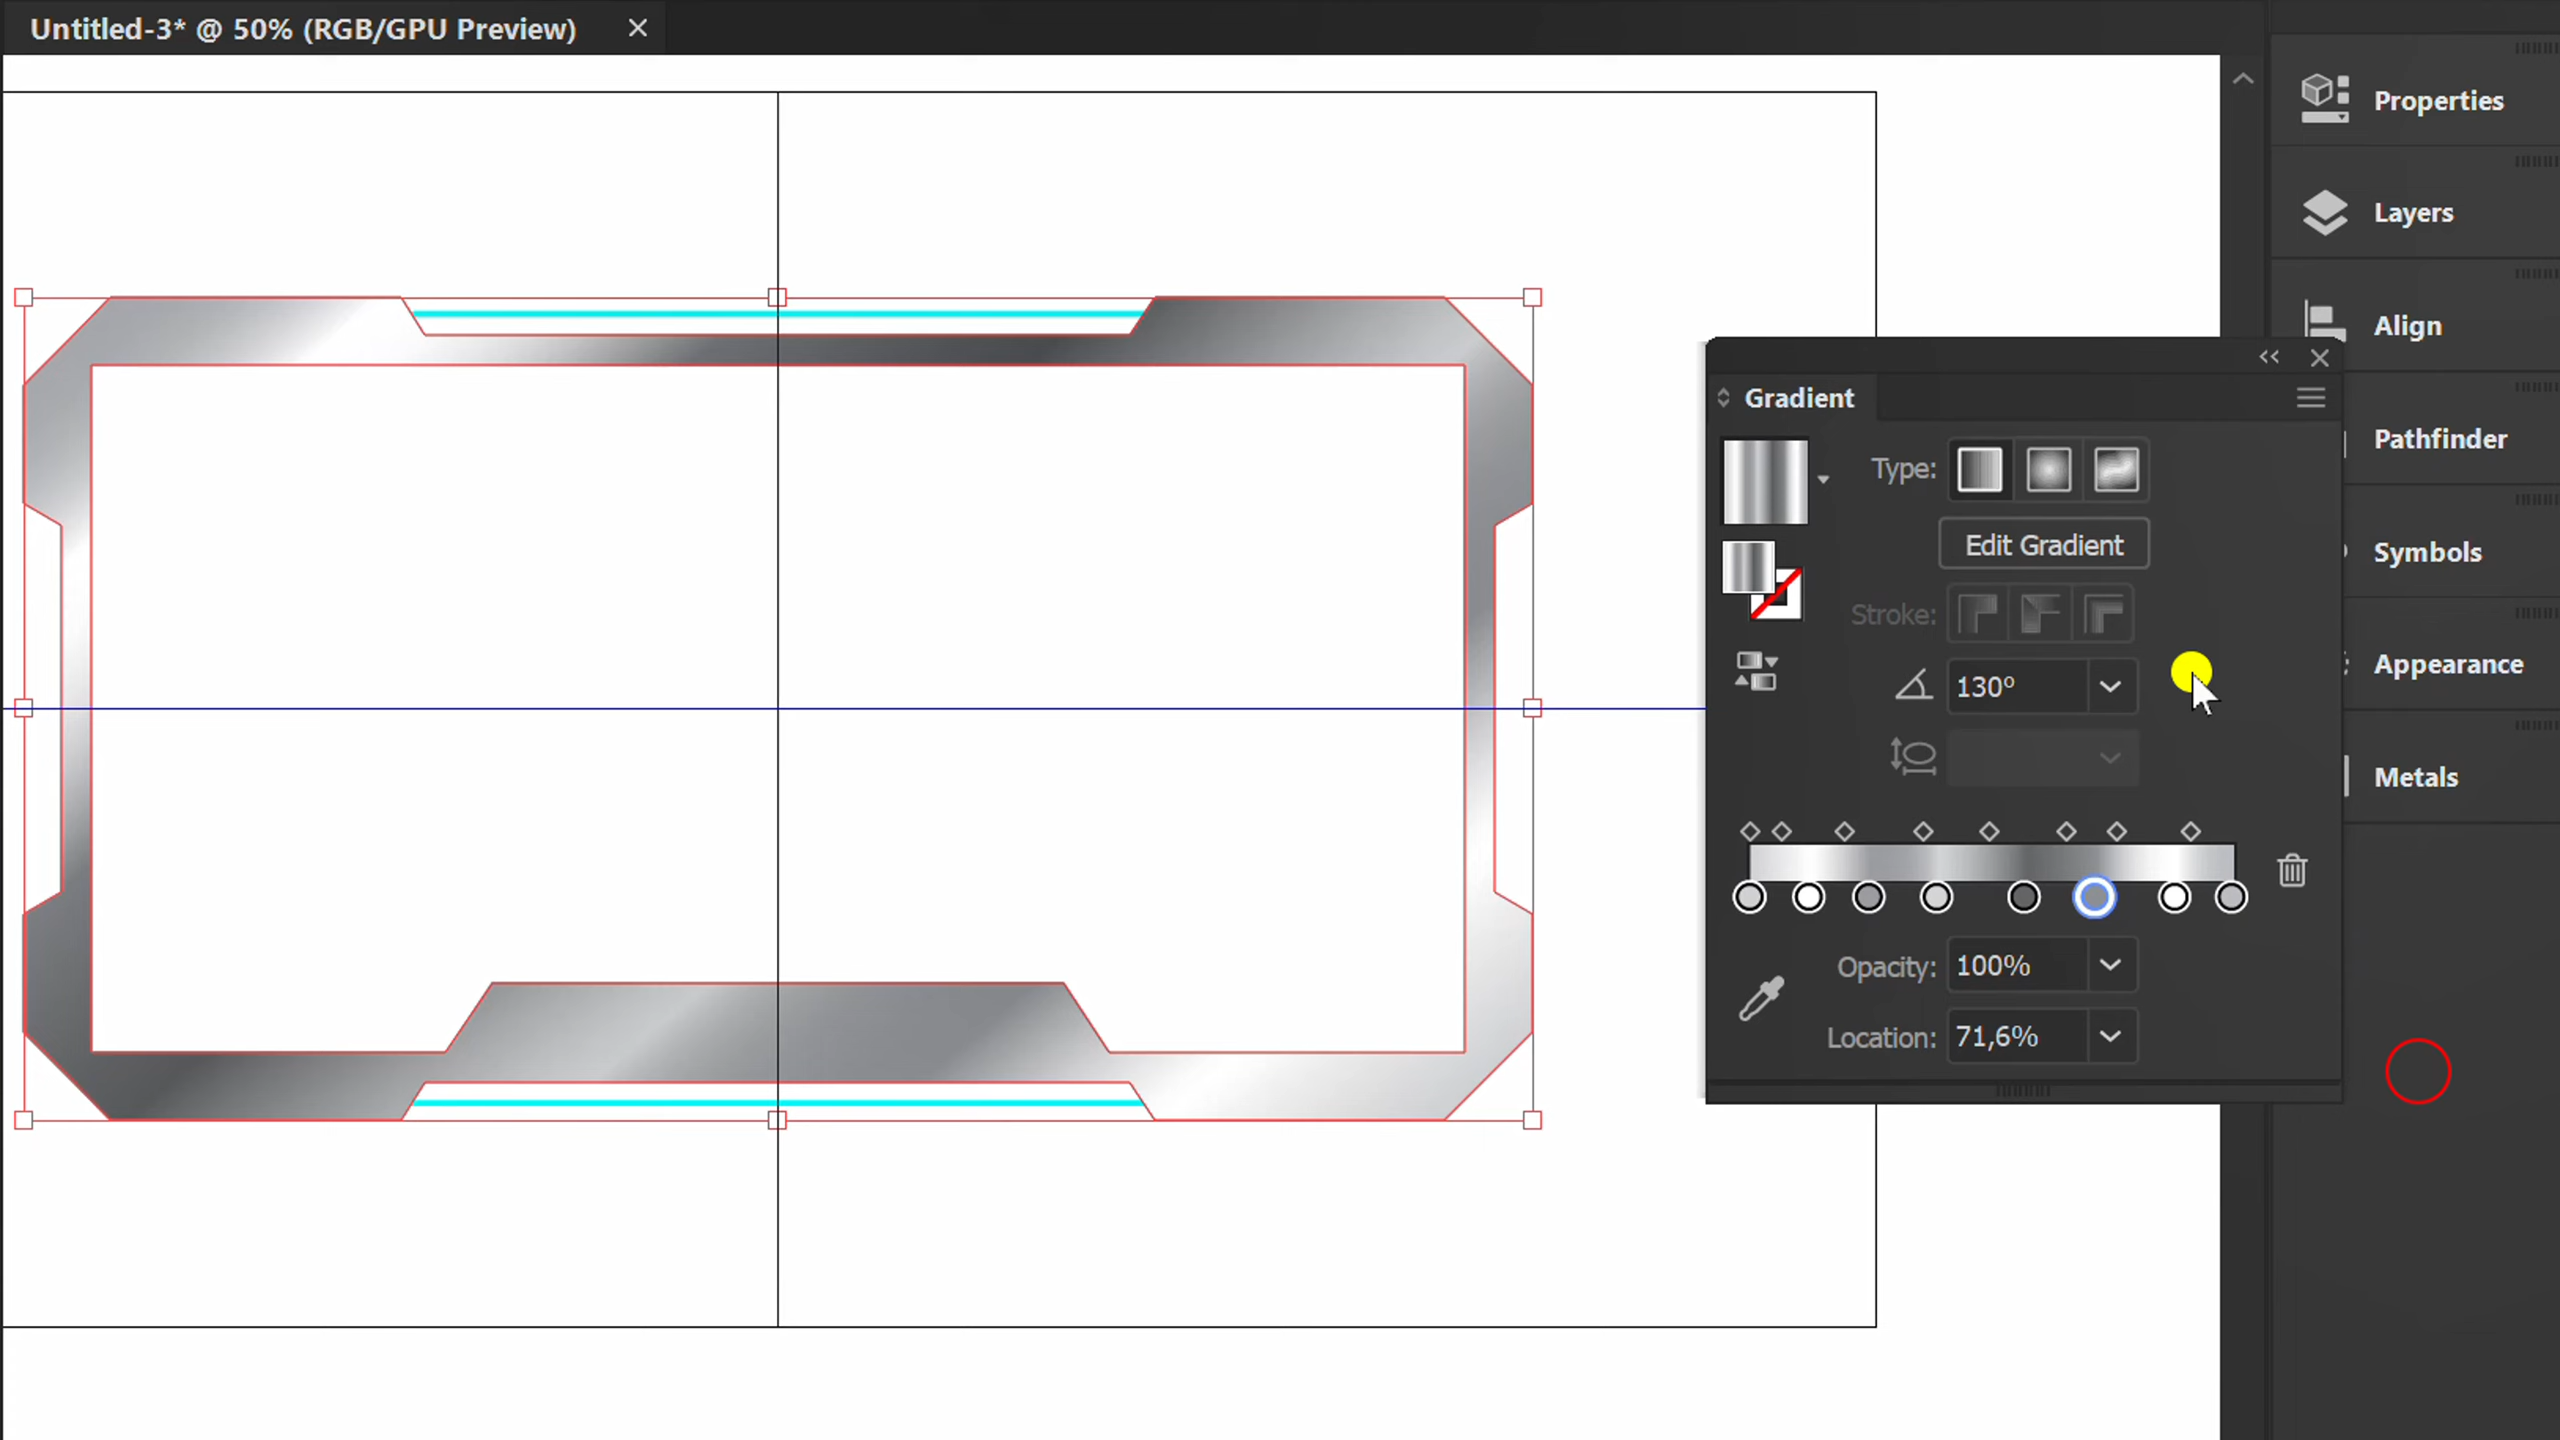 Untitled-3* @ 50% (RGB/GPU Preview)
Properties
Layers
Align
Pathfinder
Symbols
Appearance
Metals
Gradient
Type:
Edit Gradient
Stroke:
130°
Opacity: 100%
Location: 71,6%